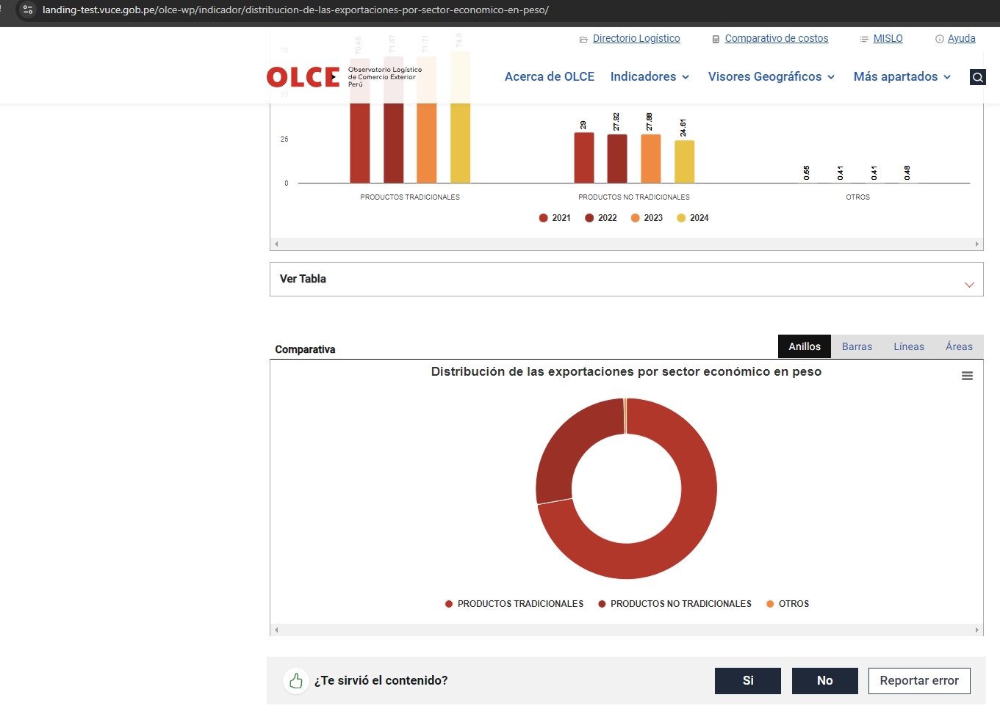 landing-test.vuce.gob.pe/olce-wp/indicador/distribucion-de-las-exportaciones-por-sector-economico-en-peso/
Directorio Logístico
Comparativo de costos
MISLO
Ayuda
OLCE
Observatorio Logístico
de Comercio Exterior
Perú
Acerca de OLCE
Indicadores
Visores Geográficos
Más apartados
70.45
71.67
71.71
74.9
75
50
25
0
29
27.92
27.88
24.61
0.55
0.41
0.41
0.48
PRODUCTOS TRADICIONALES
PRODUCTOS NO TRADICIONALES
OTROS
2021
2022
2023
2024
Ver Tabla
Comparativa
Anillos
Barras
Líneas
Áreas
Distribución de las exportaciones por sector económico en peso
PRODUCTOS TRADICIONALES
PRODUCTOS NO TRADICIONALES
OTROS
¿Te sirvió el contenido?
Si
No
Reportar error